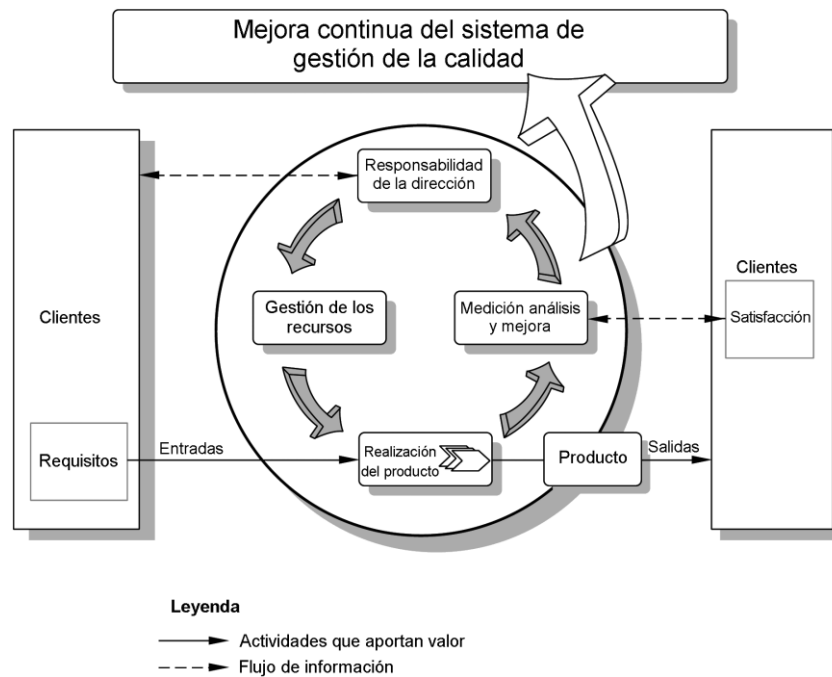 Mejora continua del sistema de
gestión de la calidad
Responsabilidad
de la dirección
Clientes
Gestión de los
recursos
Medición análisis
y mejora
Clientes
Satisfacción
Requisitos
Entradas
Realización
del producto
Producto
Salidas
Leyenda
Actividades que aportan valor
Flujo de información